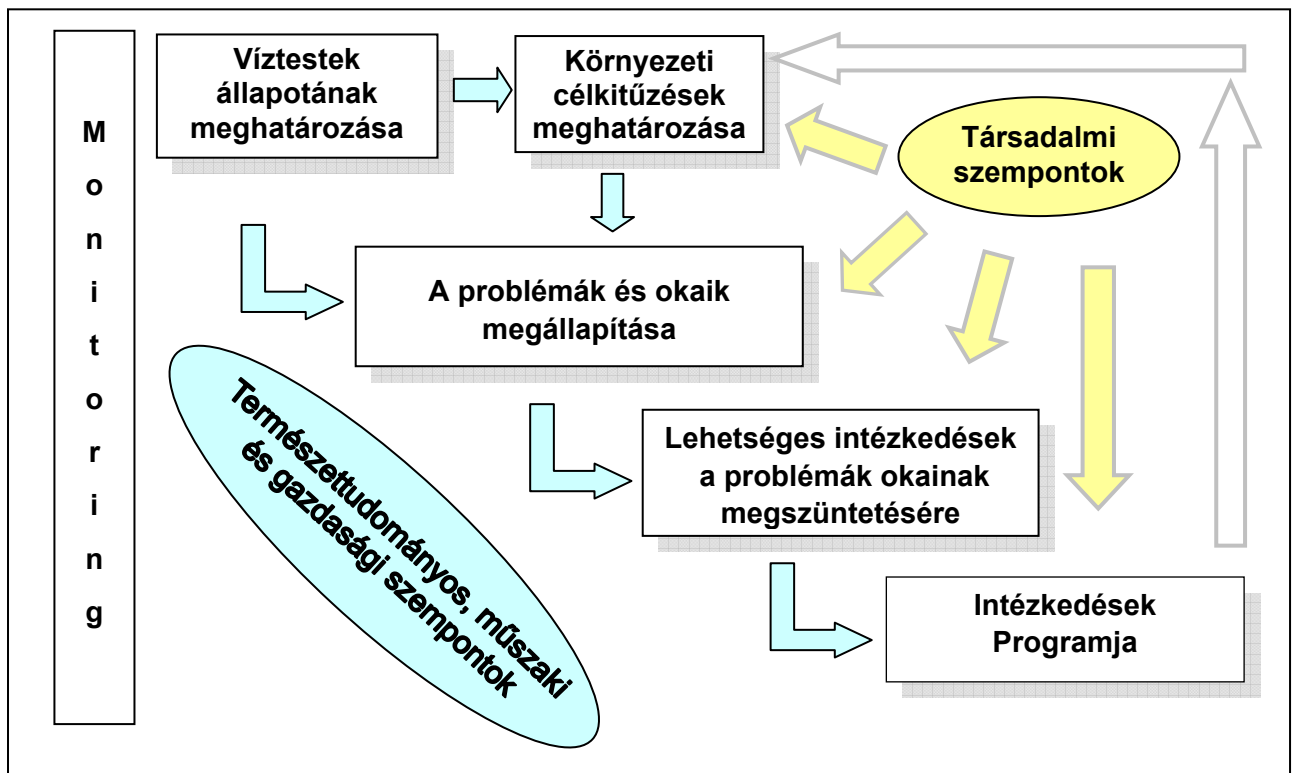 Monitoring
Víztestek
állapotának
meghatározása
Környezeti
célkitűzések
meghatározása
Társadalmi
szempontok
A problémák és okaik
megállapítása
Természettudományos, műszaki
és gazdasági szempontok
Lehetséges intézkedések
a problémák okainak
megszüntetésére
Intézkedések
Programja